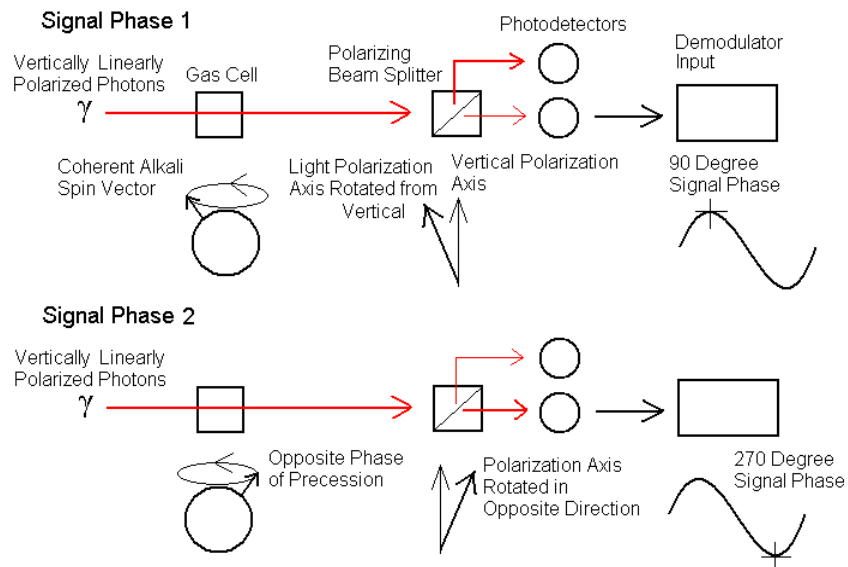 Signal Phase 1
Vertically Linearly
Polarized Photons
γ
Gas Cell
Polarizing
Beam Splitter
Photodetectors
Demodulator
Input
Coherent Alkali
Spin Vector
Light Polarization
Axis Rotated from
Vertical
Vertical Polarization
Axis
90 Degree
Signal Phase
Signal Phase 2
Vertically Linearly
Polarized Photons
γ
Opposite Phase
of Precession
Polarization Axis
Rotated in
Opposite Direction
270 Degree
Signal Phase